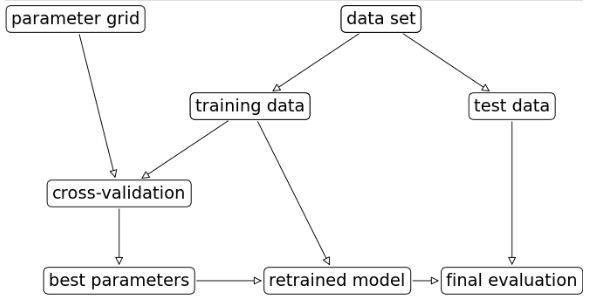 parameter grid
data set
training data
test data
cross-validation
best parameters
retrained model
final evaluation